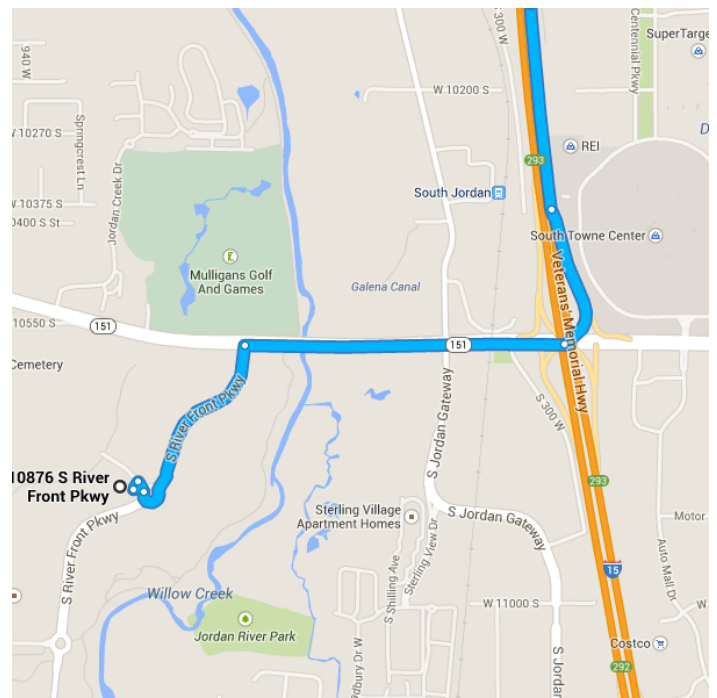 940 W
S 300 W
Centennial Pkwy
SuperTarge
W 10200 S
W 10270 S
Springcrest Ln
293
REI
D
Jordan Creek Dr
10375 S
South Jordan
0400 S St
South Towne Center
Mulligans Golf
And Games
Galena Canal
Veterans' Memorial Hwy
10550 S
151
151
Cemetery
S River Front Pkwy
S Jordan Gateway
S 300 W
10876 S River
Front Pkwy
293
Sterling Village
Apartment Homes
S Jordan Gateway
Motor
S River Front Pkwy
Sterling View Dr
S Shilling Ave
Auto Mall Dr
15
Willow Creek
W 11000 S
Jordan River Park
Costco
dbury Dr W
S Jordan
292